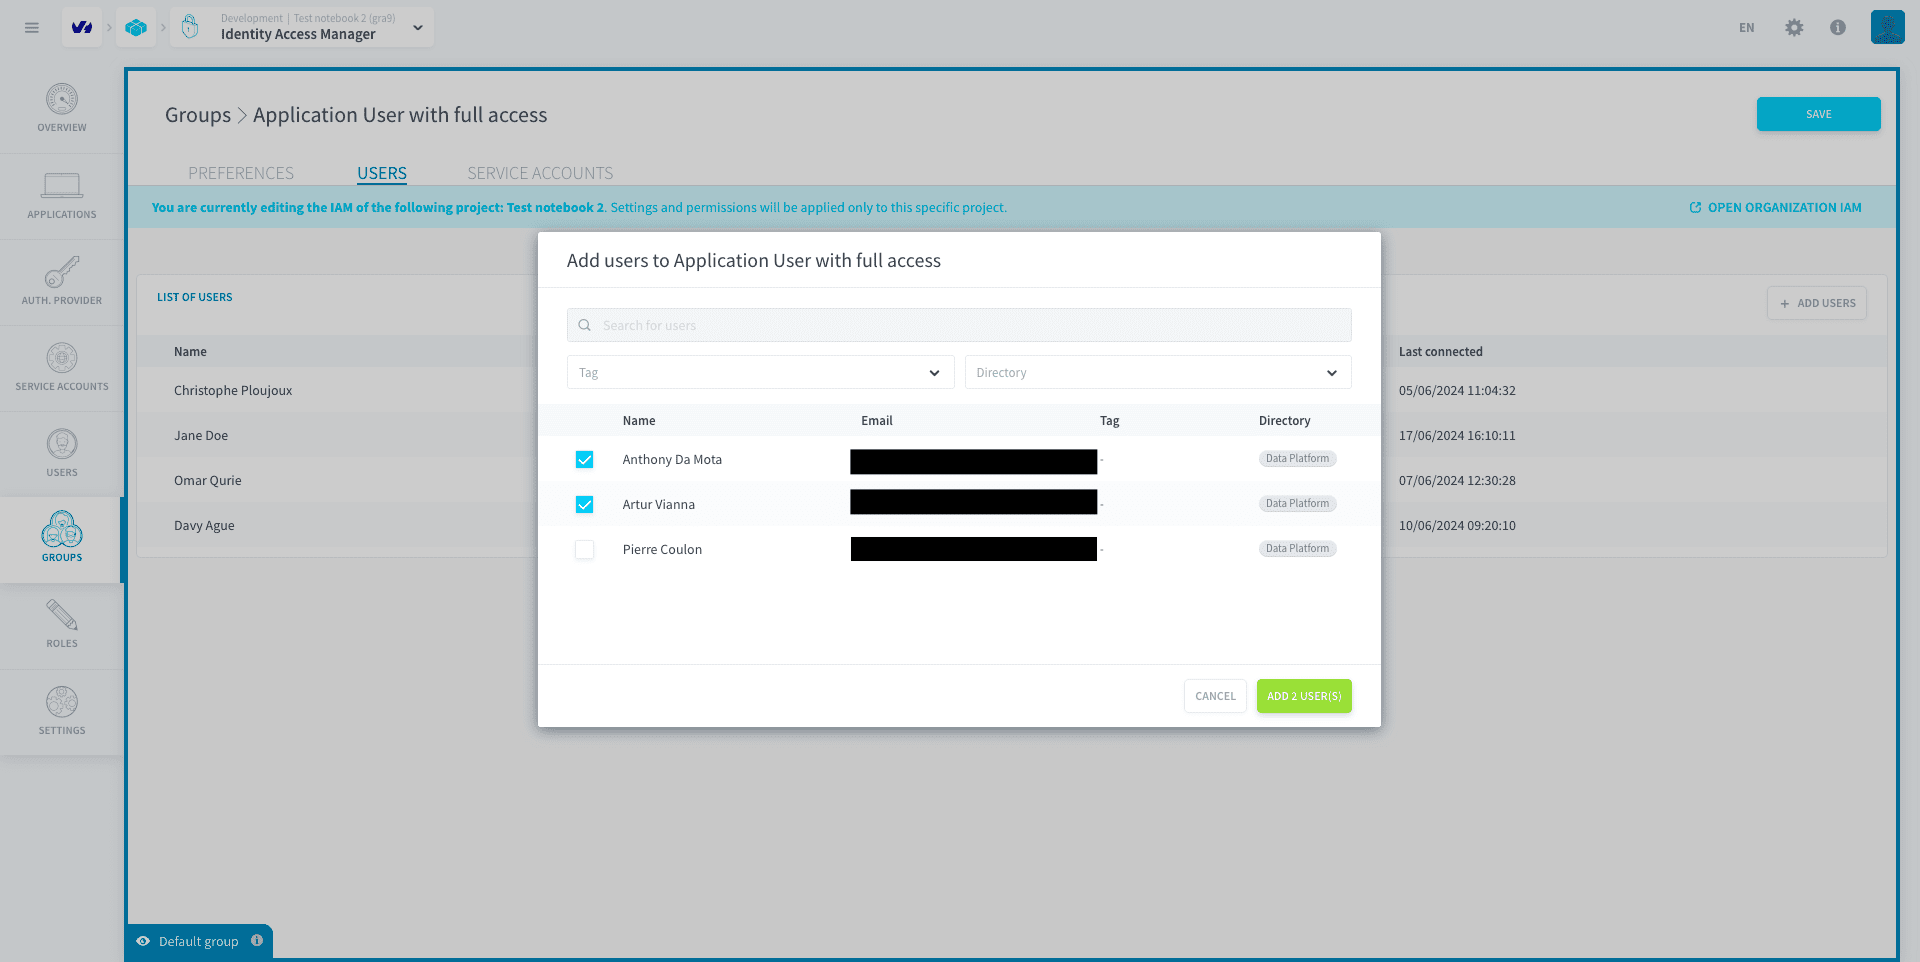 Development | Test notebook 2 (gra9)
Identity Access Manager
EN
OVERVIEW
APPLICATIONS
AUTH. PROVIDER
SERVICE ACCOUNTS
USERS
GROUPS
ROLES
SETTINGS
Groups > Application User with full access
SAVE
PREFERENCES USERS SERVICE ACCOUNTS
You are currently editing the IAM of the following project: Test notebook 2. Settings and permissions will be applied only to this specific project.
OPEN ORGANIZATION IAM
LIST OF USERS
+ ADD USERS
Name Last connected
Christophe Ploujoux 05/06/2024 11:04:32
Jane Doe 17/06/2024 16:10:11
Omar Qurie 07/06/2024 12:30:28
Davy Ague 10/06/2024 09:20:10
Add users to Application User with full access
Search for users
Tag Directory
Name Email Tag Directory
Anthony Da Mota - Data Platform
Artur Vianna - Data Platform
Pierre Coulon - Data Platform
CANCEL ADD 2 USER(S)
Default group